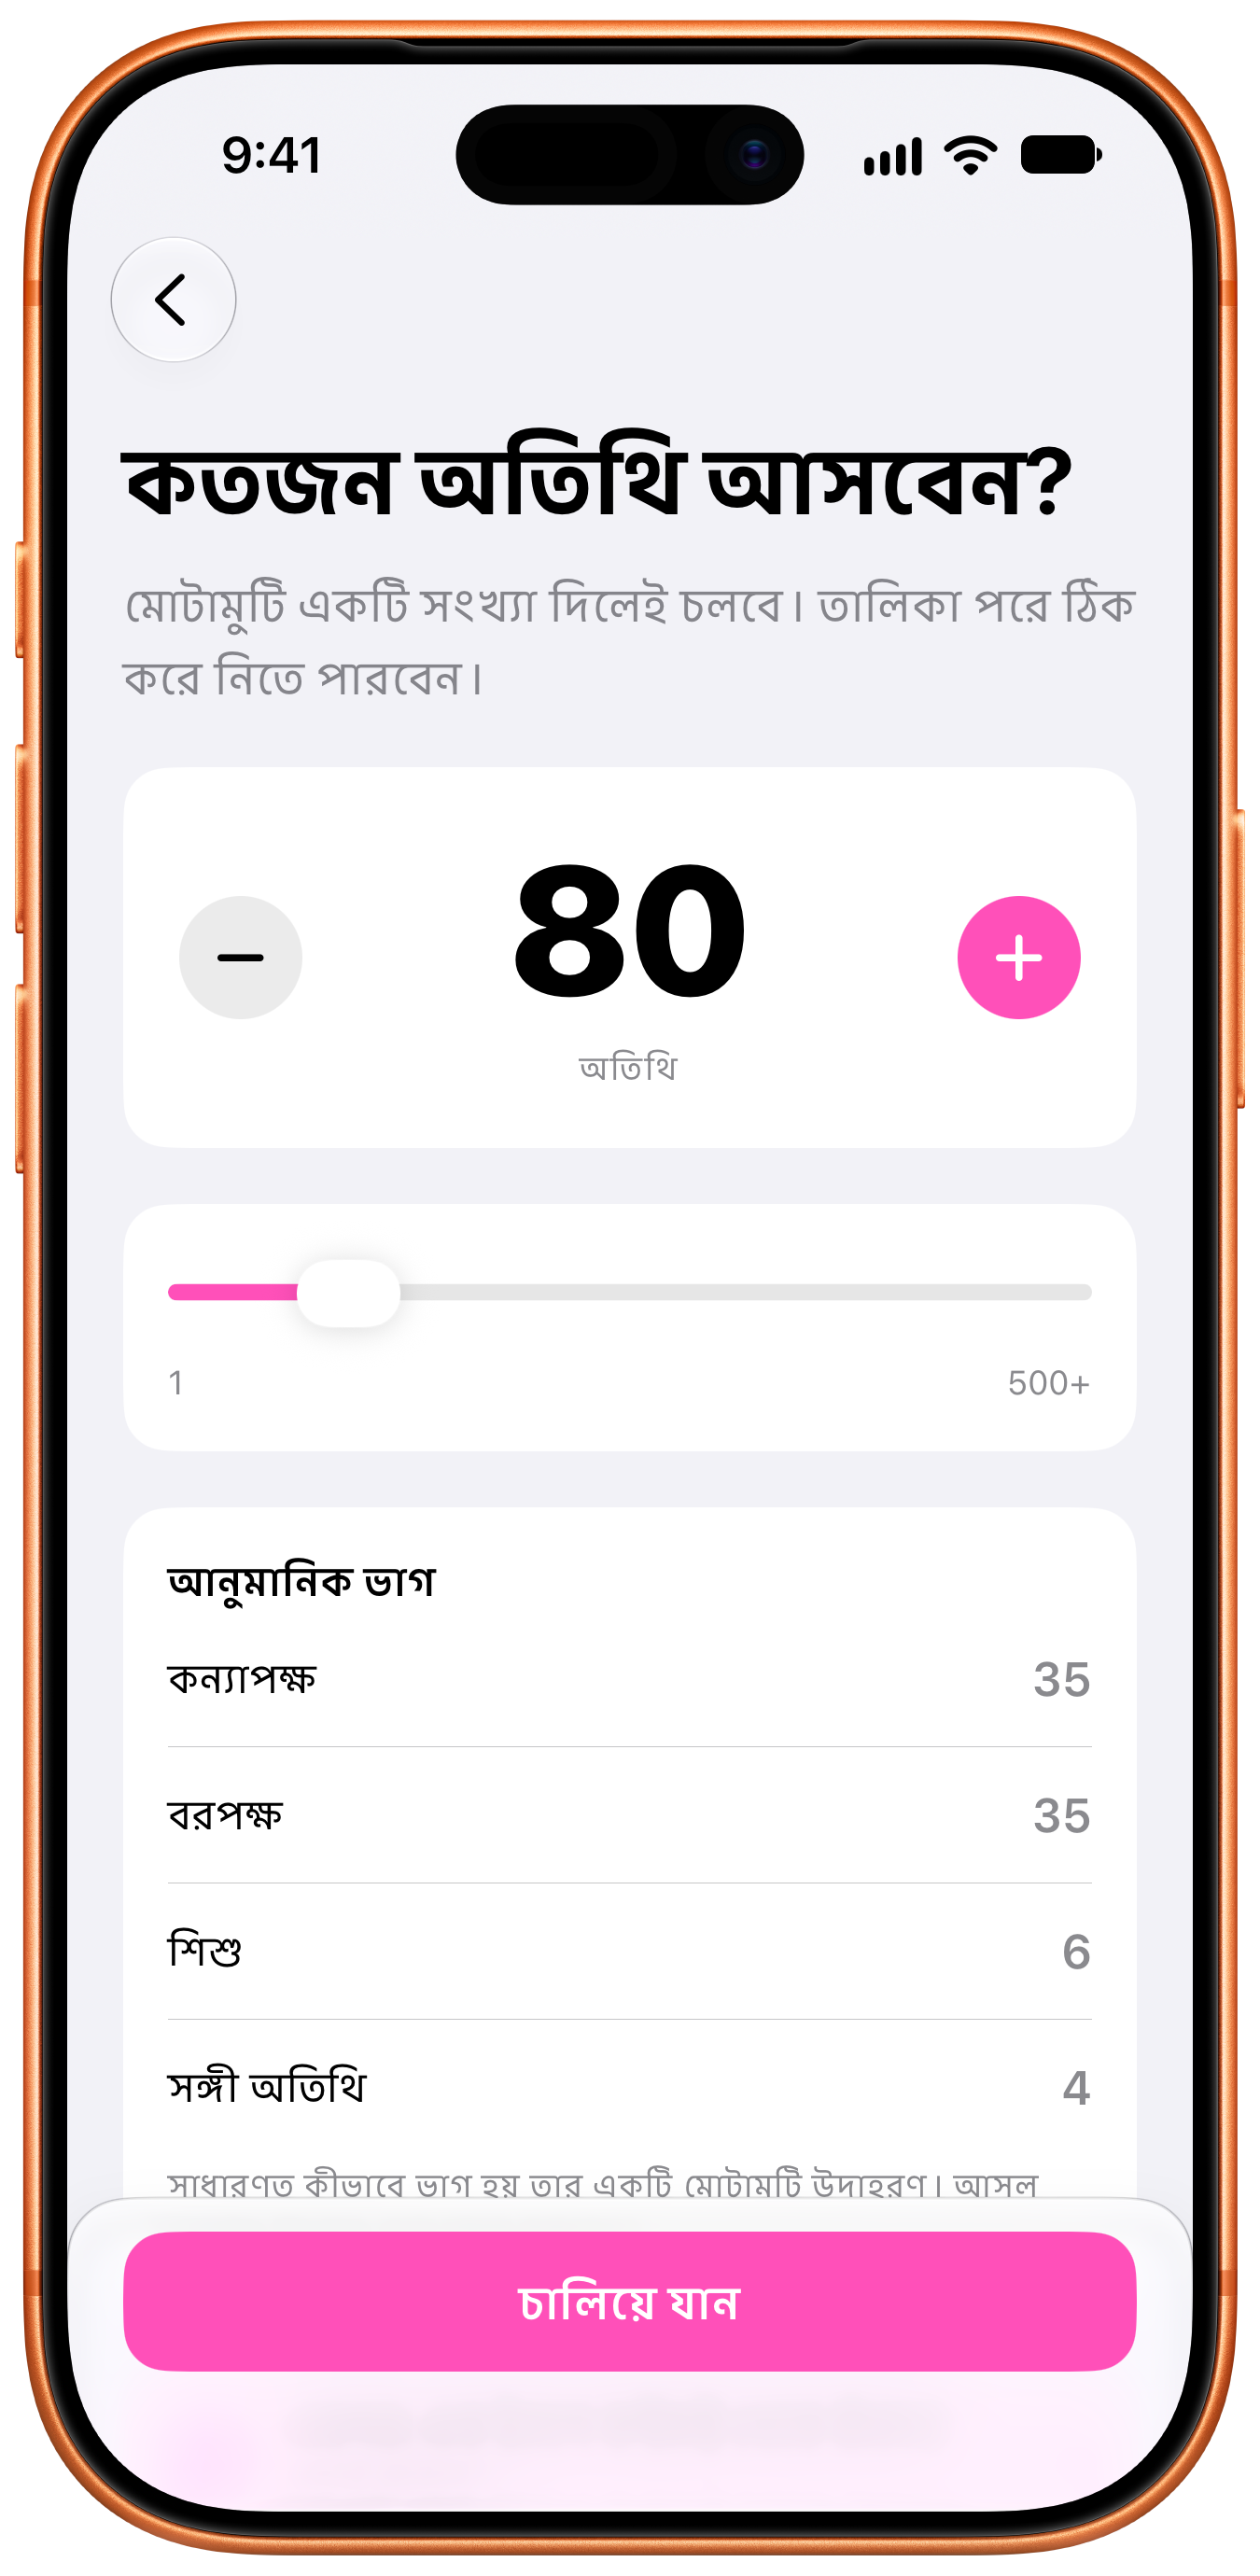 9:41
কতজন অতিথি আসবেন?
মোটামুটি একটি সংখ্যা দিলেই চলবে। তালিকা পরে ঠিক
করে নিতে পারবেন।
80
অতিথি
1
500+
আনুমানিক ভাগ
কন্যাপক্ষ
35
বরপক্ষ
35
শিশু
6
সঙ্গী অতিথি
4
সাধারণত কীভাবে ভাগ হয় তার একটি মোটামুটি উদাহরণ। আসল
চালিয়ে যান